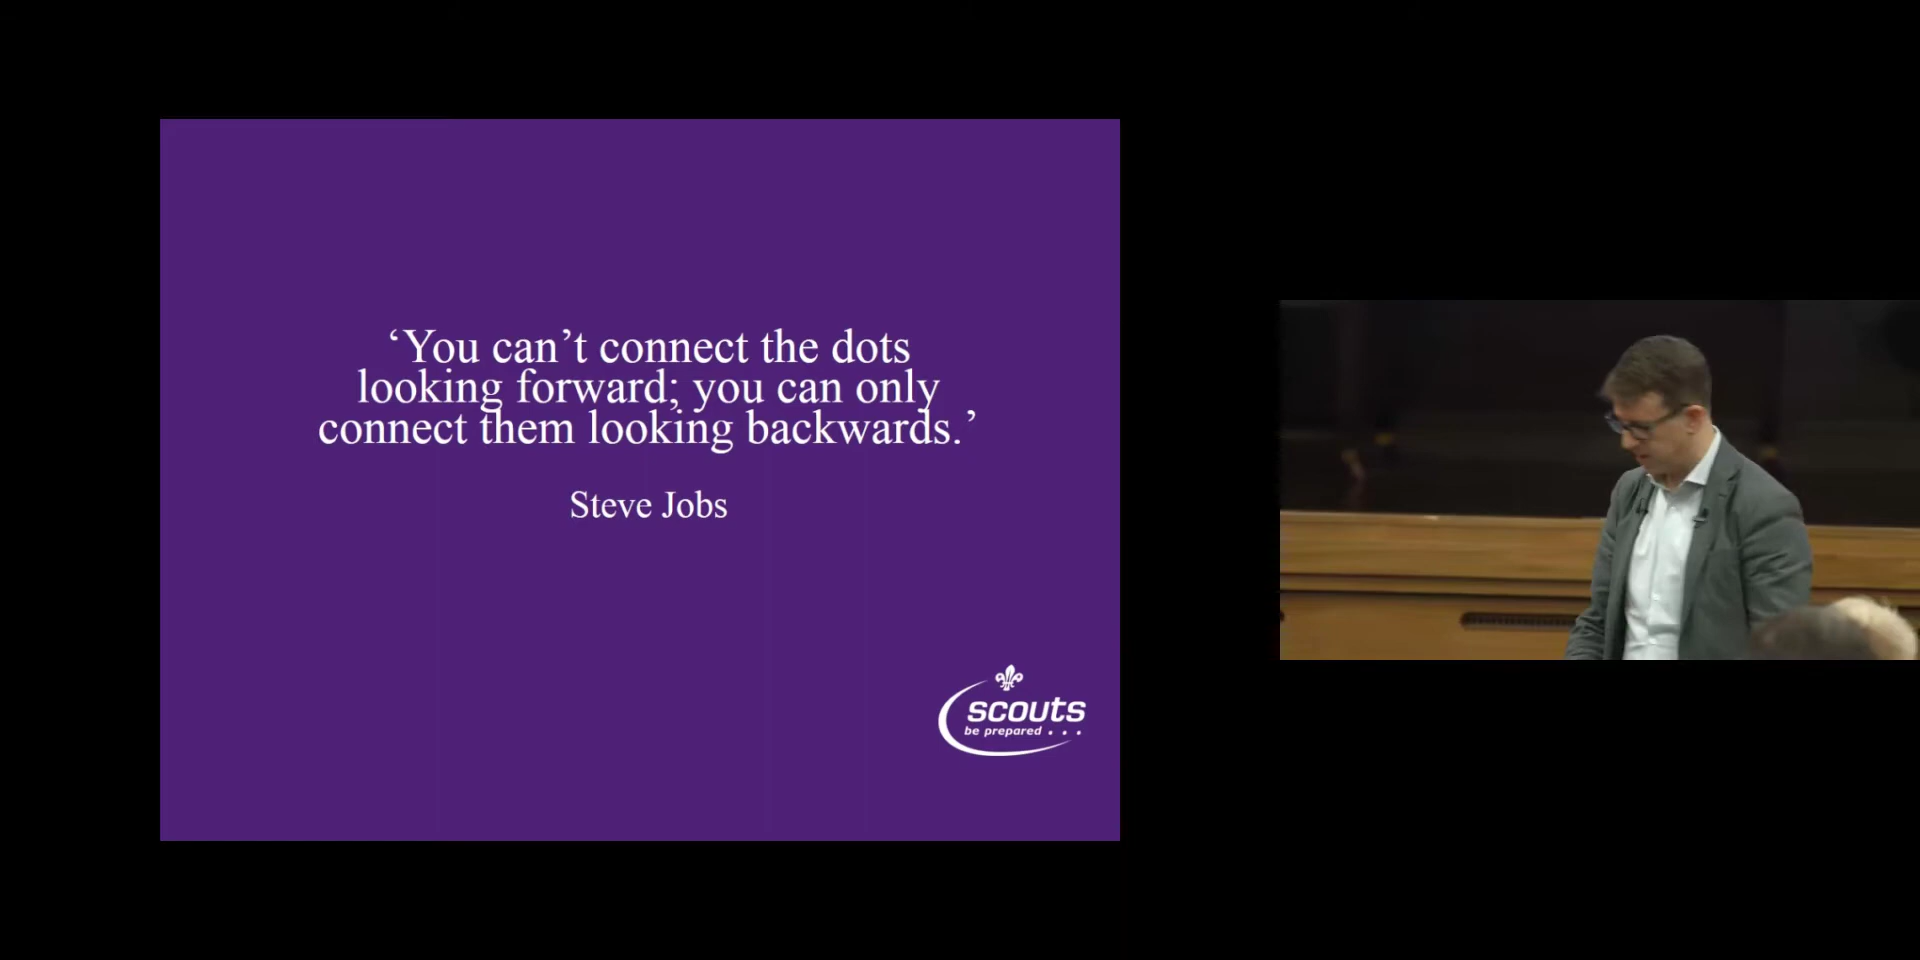 ‘You can’t connect the dots
looking forward; you can only
connect them looking backwards.’
Steve Jobs
scouts
be prepared . . .